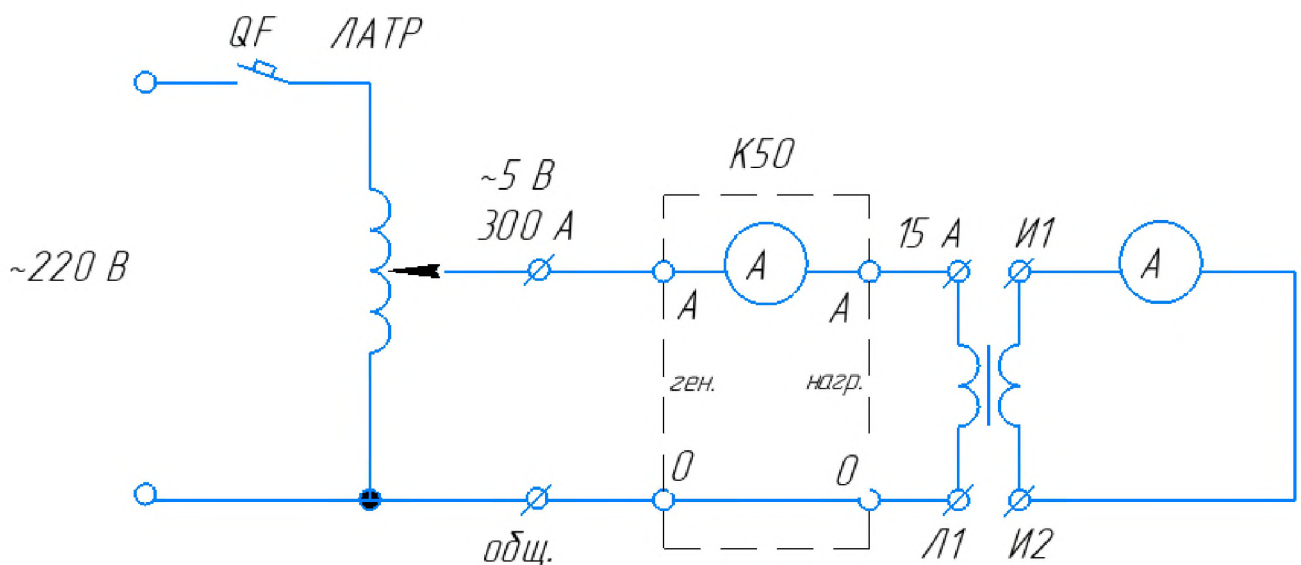 QF ЛАТР
К50
~5 В
300 А
15 А И1
~220 В
А
А
А А
ген. нагр.
0 0
общ.
Л1 И2